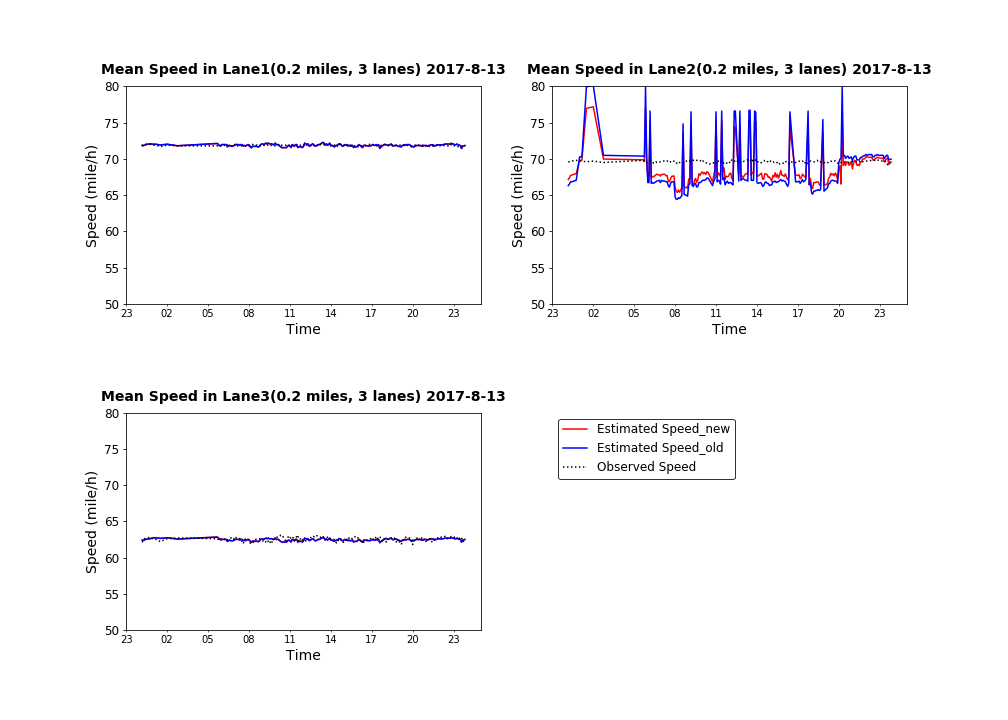 Mean Speed in Lane1(0.2 miles, 3 lanes) 2017-8-13
80
75
70
65
60
55
50
Speed (mile/h)
23 02 05 08 11 14 17 20 23
Time
Mean Speed in Lane2(0.2 miles, 3 lanes) 2017-8-13
80
75
70
65
60
55
50
Speed (mile/h)
23 02 05 08 11 14 17 20 23
Time
Mean Speed in Lane3(0.2 miles, 3 lanes) 2017-8-13
80
75
70
65
60
55
50
Speed (mile/h)
23 02 05 08 11 14 17 20 23
Time
Estimated Speed_new
Estimated Speed_old
Observed Speed